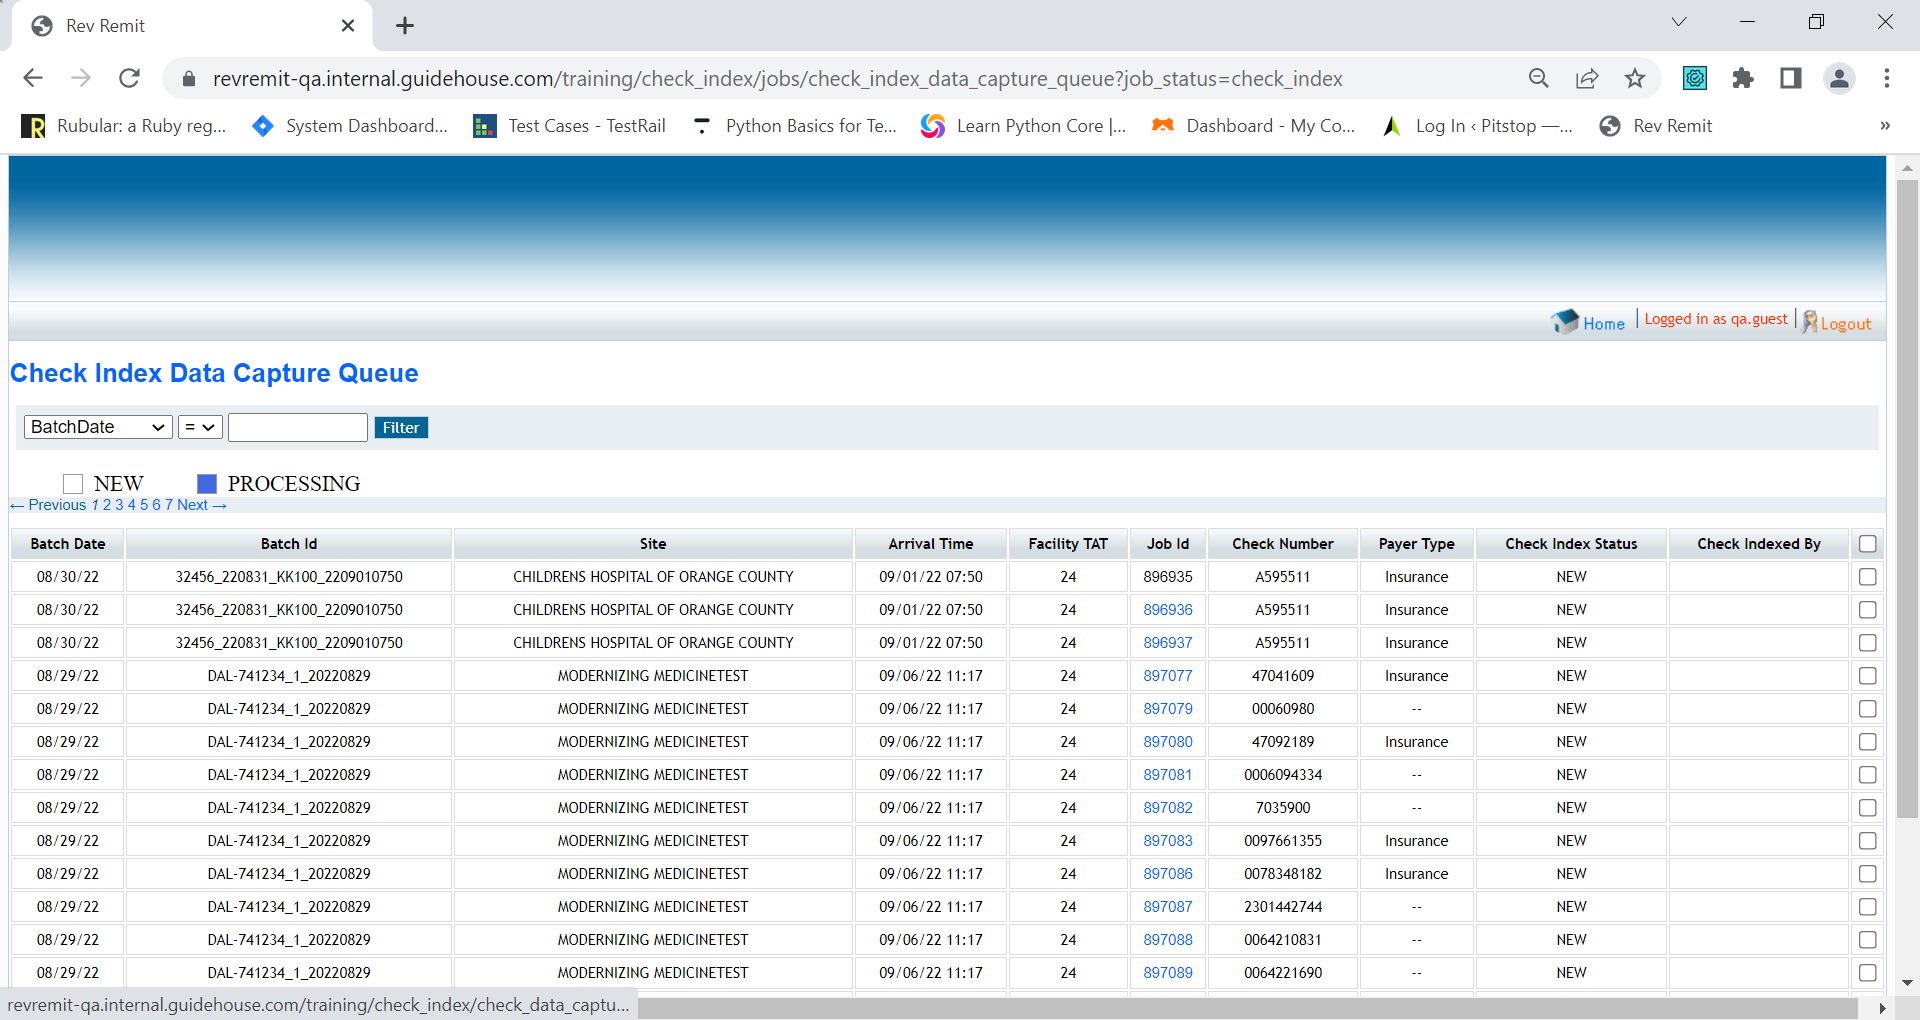 Rev Remit
revremit-qa.internal.guidehouse.com/training/check_index/jobs/check_index_data_capture_queue?job_status=check_index
Rubular: a Ruby reg... System Dashboard... Test Cases - TestRail Python Basics for Te... Learn Python Core |... Dashboard - My Co... Log In ‹ Pitstop —... Rev Remit »
Home Logged in as qa.guest Logout
Check Index Data Capture Queue
BatchDate = Filter
NEW PROCESSING
← Previous 1 2 3 4 5 6 7 Next →
Batch Date Batch Id Site Arrival Time Facility TAT Job Id Check Number Payer Type Check Index Status Check Indexed By
08/30/22 32456_220831_KK100_2209010750 CHILDRENS HOSPITAL OF ORANGE COUNTY 09/01/22 07:50 24 896935 A595511 Insurance NEW
08/30/22 32456_220831_KK100_2209010750 CHILDRENS HOSPITAL OF ORANGE COUNTY 09/01/22 07:50 24 896936 A595511 Insurance NEW
08/30/22 32456_220831_KK100_2209010750 CHILDRENS HOSPITAL OF ORANGE COUNTY 09/01/22 07:50 24 896937 A595511 Insurance NEW
08/29/22 DAL-741234_1_20220829 MODERNIZING MEDICINETEST 09/06/22 11:17 24 897077 47041609 Insurance NEW
08/29/22 DAL-741234_1_20220829 MODERNIZING MEDICINETEST 09/06/22 11:17 24 897079 00060980 -- NEW
08/29/22 DAL-741234_1_20220829 MODERNIZING MEDICINETEST 09/06/22 11:17 24 897080 47092189 Insurance NEW
08/29/22 DAL-741234_1_20220829 MODERNIZING MEDICINETEST 09/06/22 11:17 24 897081 0006094334 -- NEW
08/29/22 DAL-741234_1_20220829 MODERNIZING MEDICINETEST 09/06/22 11:17 24 897082 7035900 -- NEW
08/29/22 DAL-741234_1_20220829 MODERNIZING MEDICINETEST 09/06/22 11:17 24 897083 0097661355 Insurance NEW
08/29/22 DAL-741234_1_20220829 MODERNIZING MEDICINETEST 09/06/22 11:17 24 897086 0078348182 Insurance NEW
08/29/22 DAL-741234_1_20220829 MODERNIZING MEDICINETEST 09/06/22 11:17 24 897087 2301442744 -- NEW
08/29/22 DAL-741234_1_20220829 MODERNIZING MEDICINETEST 09/06/22 11:17 24 897088 0064210831 -- NEW
08/29/22 DAL-741234_1_20220829 MODERNIZING MEDICINETEST 09/06/22 11:17 24 897089 0064221690 -- NEW
revremit-qa.internal.guidehouse.com/training/check_index/check_data_captu...